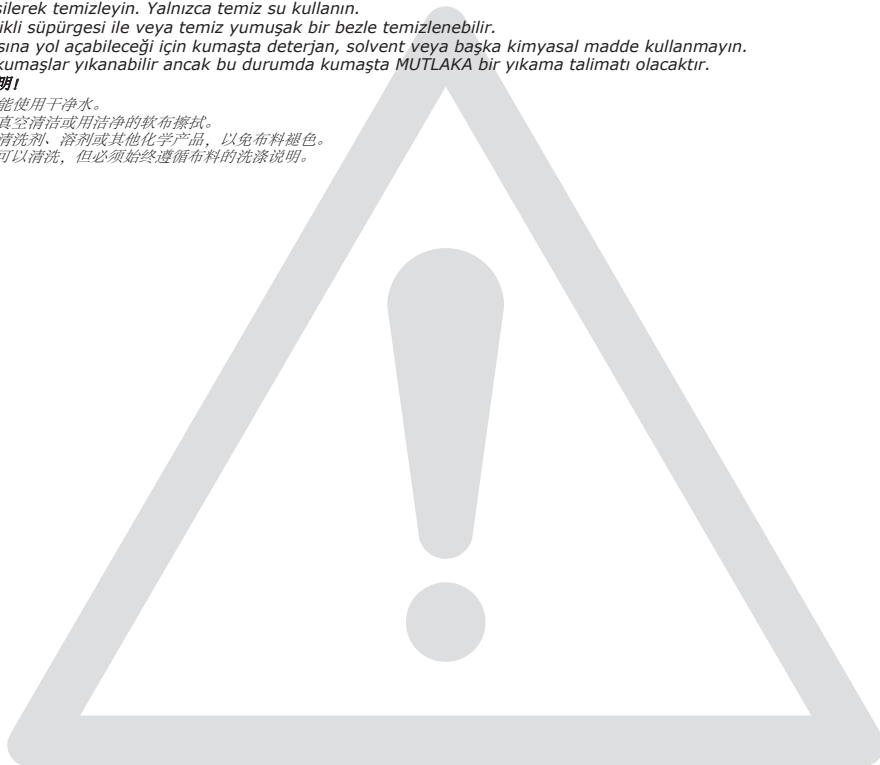 silerek temizleyin. Yalnızca temiz su kullanın.
ikli süpürgesi ile veya temiz yumuşak bir bezle temizlenebilir.
sına yol açabileceği için kumaşta deterjan, solvent veya başka kimyasal madde kullanmayın.
kumaşlar yıkanabilir ancak bu durumda kumaşta MUTLAKA bir yıkama talimatı olacaktır.
明!
能使用干净水。
真空清洁或用洁净的软布擦拭。
清洗剂、溶剂或其他化学产品，以免布料褪色。
可以清洗，但必须始终遵循布料的洗涤说明。